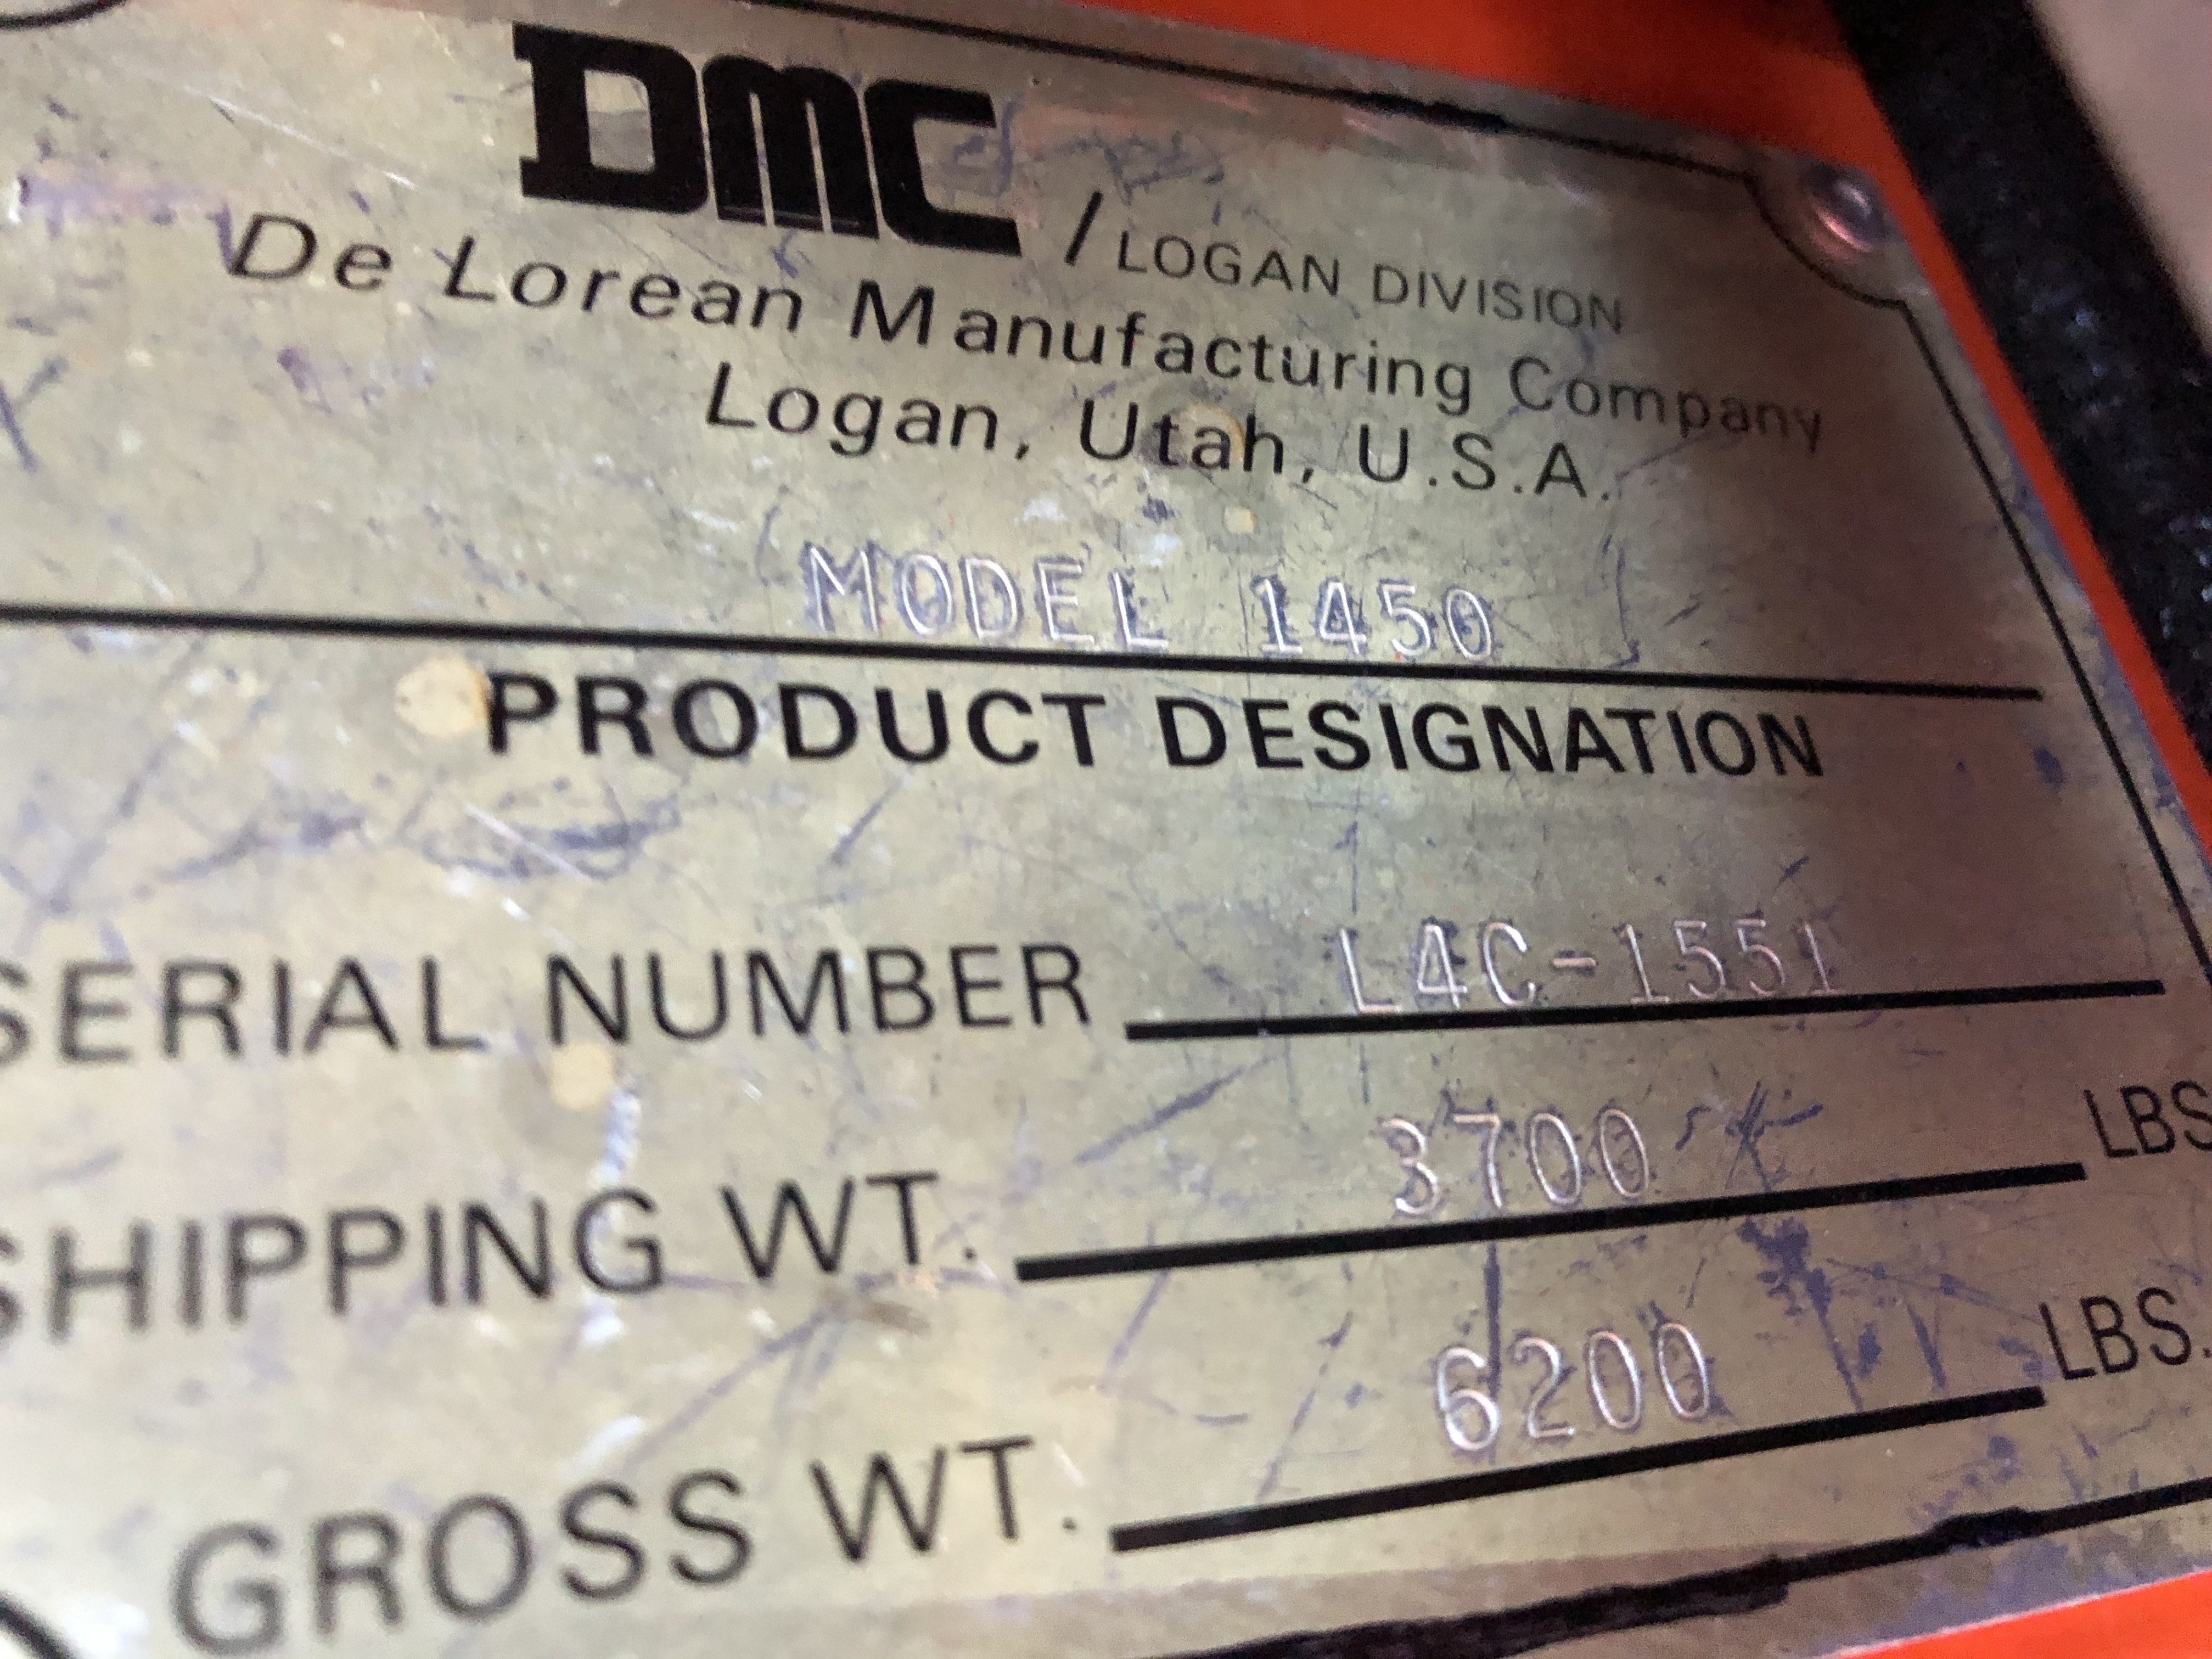 DMC / LOGAN DIVISION
De Lorean Manufacturing Company
Logan, Utah, U.S.A.
MODEL 1450
PRODUCT DESIGNATION
SERIAL NUMBER L4C-1551
SHIPPING WT. 3700 LBS
GROSS WT. 6200 LBS.